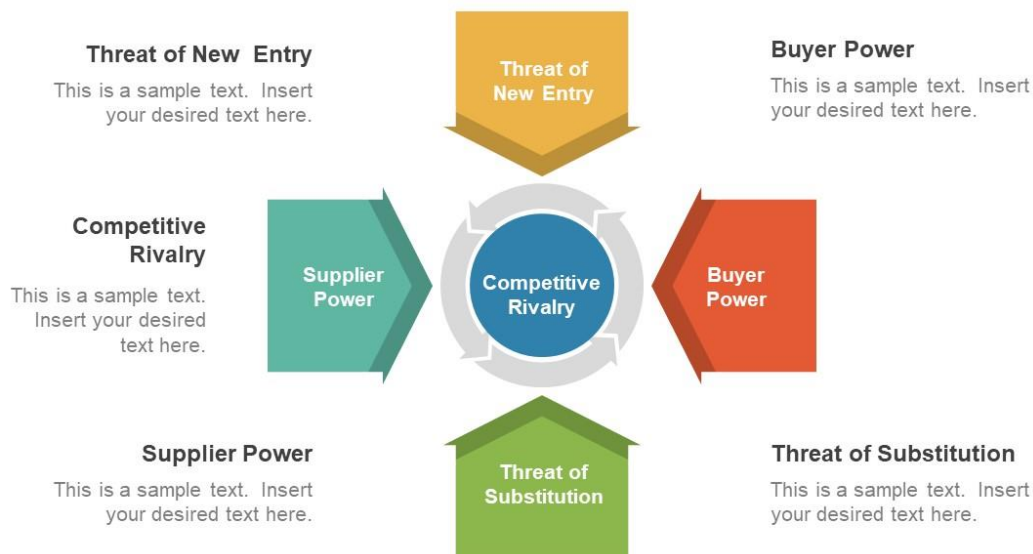 Threat of New Entry
This is a sample text. Insert
your desired text here.
Threat of
New Entry
Buyer Power
This is a sample text. Insert
your desired text here.
Competitive
Rivalry
This is a sample text.
Insert your desired
text here.
Supplier
Power
Competitive
Rivalry
Buyer
Power
Supplier Power
This is a sample text. Insert
your desired text here.
Threat of
Substitution
Threat of Substitution
This is a sample text. Insert
your desired text here.